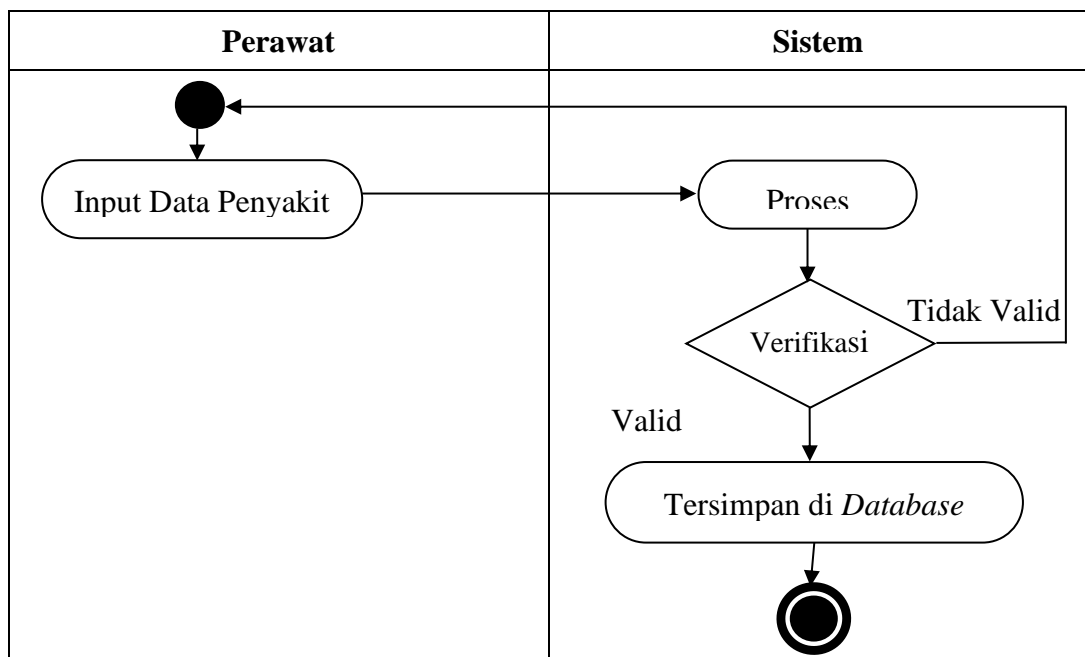 Perawat
Sistem
Input Data Penyakit
Proses
Verifikasi
Tidak Valid
Valid
Tersimpan di Database